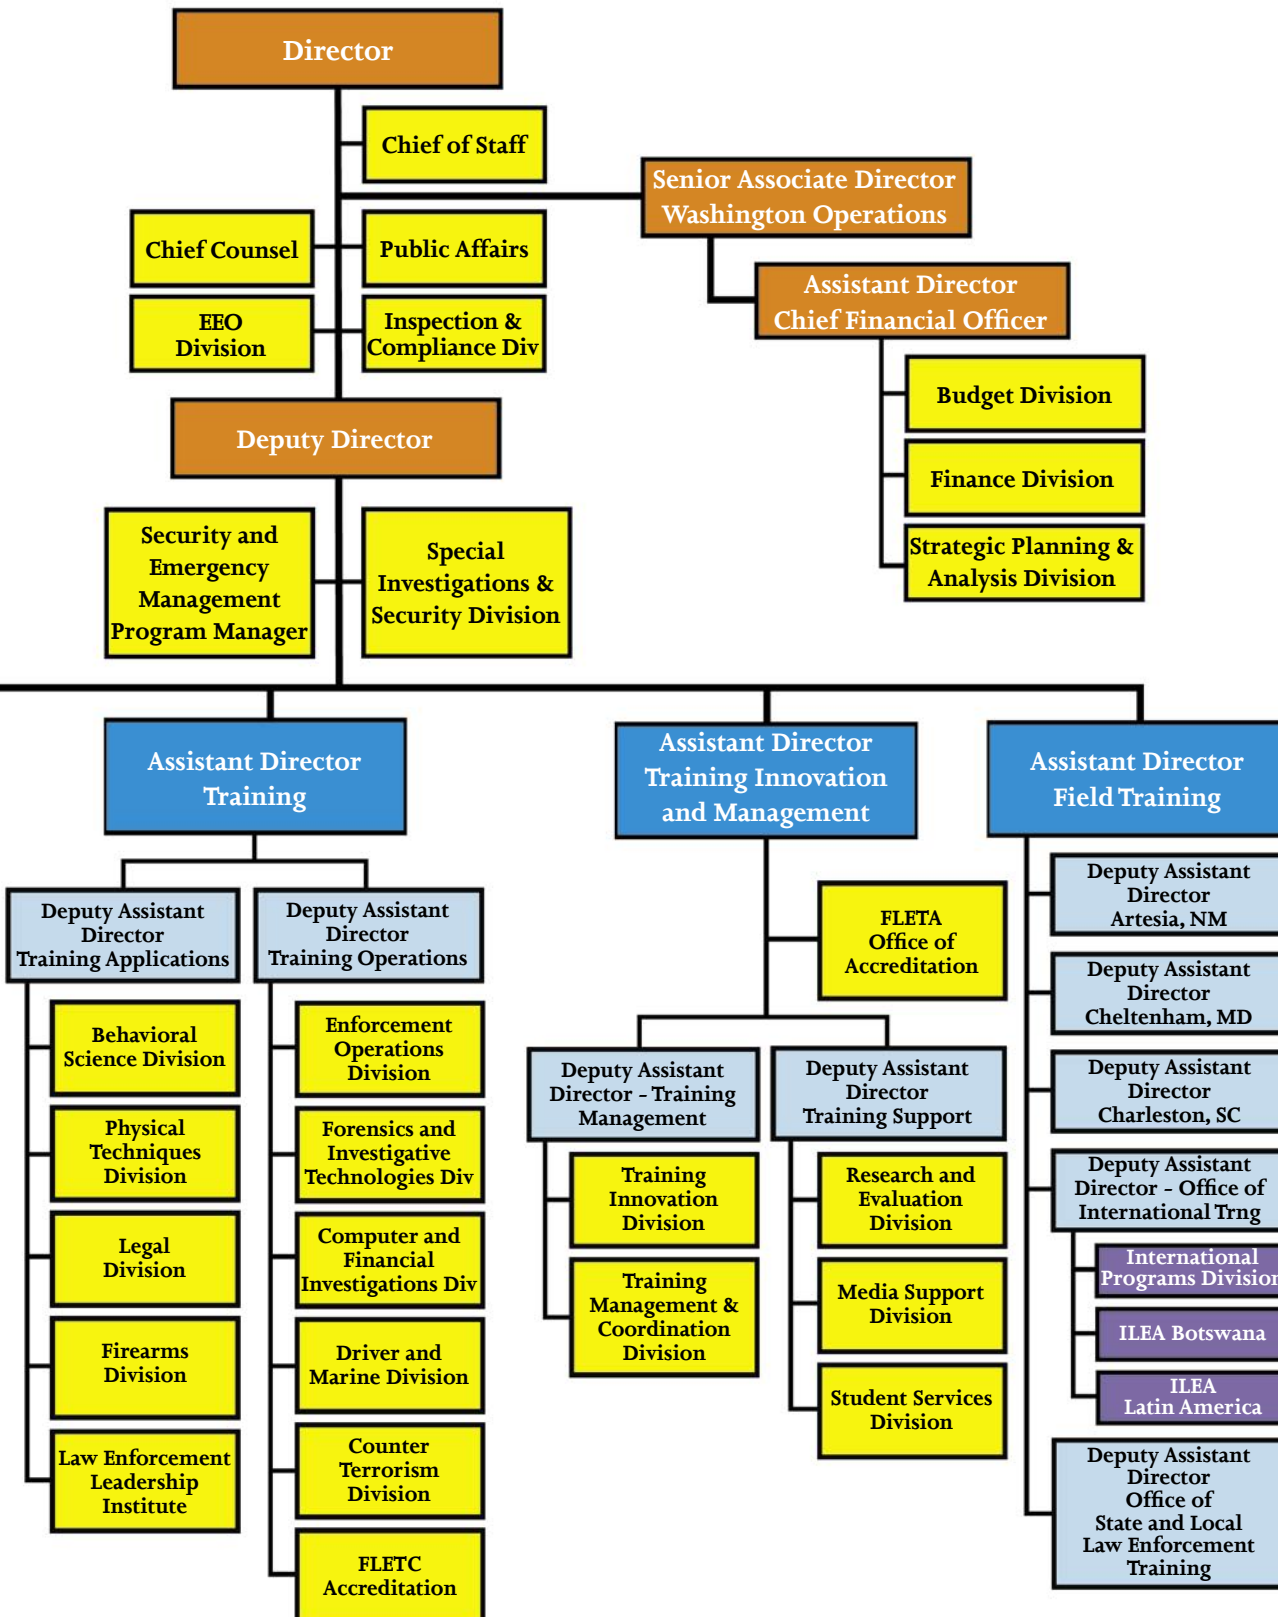 Director
Chief of Staff
Senior Associate Director
Washington Operations
Chief Counsel
Public Affairs
Assistant Director
Chief Financial Officer
EEO
Division
Inspection &
Compliance Div
Budget Division
Deputy Director
Finance Division
Security and
Emergency
Management
Program Manager
Special
Investigations &
Security Division
Strategic Planning &
Analysis Division
Assistant Director
Training
Deputy Assistant
Director
Training Applications
Behavioral
Science Division
Physical
Techniques
Division
Legal
Division
Firearms
Division
Law Enforcement
Leadership
Institute
Deputy Assistant
Director
Training Operations
Enforcement
Operations
Division
Forensics and
Investigative
Technologies Div
Computer and
Financial
Investigations Div
Driver and
Marine Division
Counter
Terrorism
Division
FLETC
Accreditation
Assistant Director
Training Innovation
and Management
FLETA
Office of
Accreditation
Deputy Assistant
Director - Training
Management
Training
Innovation
Division
Training
Management &
Coordination
Division
Deputy Assistant
Director
Training Support
Research and
Evaluation
Division
Media Support
Division
Student Services
Division
Assistant Director
Field Training
Deputy Assistant
Director
Artesia, NM
Deputy Assistant
Director
Cheltenham, MD
Deputy Assistant
Director
Charleston, SC
Deputy Assistant
Director - Office of
International Trng
International
Programs Division
ILEA Botswana
ILEA
Latin America
Deputy Assistant
Director
Office of
State and Local
Law Enforcement
Training